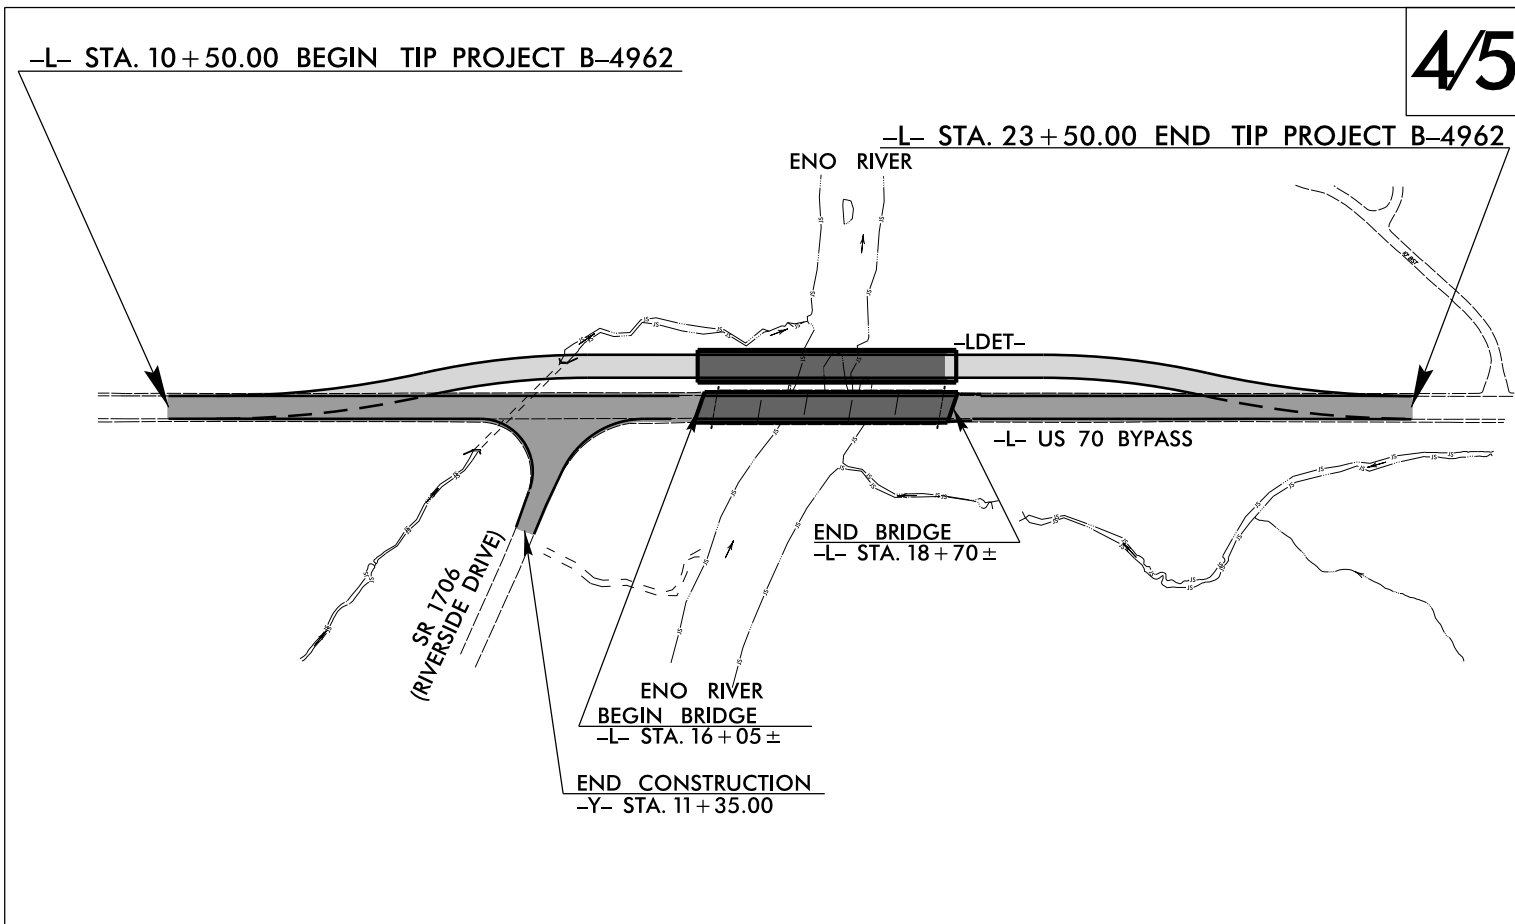 4/5
–L– STA. 10+50.00 BEGIN TIP PROJECT B–4962
–L– STA. 23+50.00 END TIP PROJECT B–4962
ENO RIVER
–LDET–
–L– US 70 BYPASS
END BRIDGE
–L– STA. 18+70 ±
SR 1706
(RIVERSIDE DRIVE)
ENO RIVER
BEGIN BRIDGE
–L– STA. 16+05 ±
END CONSTRUCTION
–Y– STA. 11+35.00